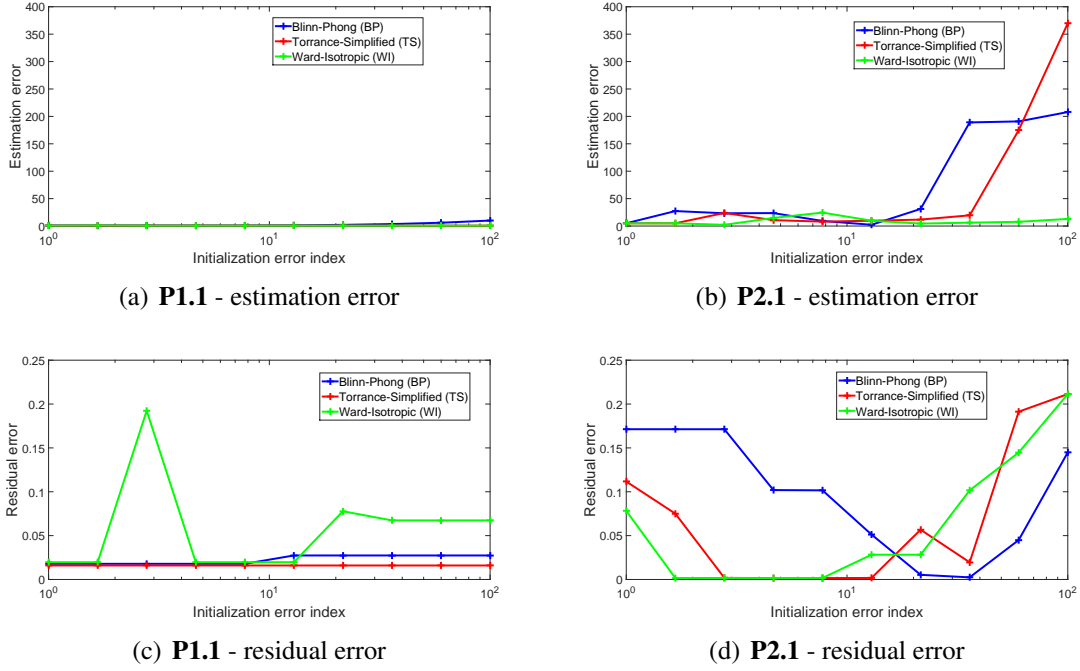 400
350
300
250
200
150
100
50
0
Estimation error
10^0 10^1 10^2
Initialization error index
Blinn-Phong (BP)
Torrance-Simplified (TS)
Ward-Isotropic (WI)
(a) P1.1 - estimation error
400
350
300
250
200
150
100
50
0
Estimation error
10^0 10^1 10^2
Initialization error index
Blinn-Phong (BP)
Torrance-Simplified (TS)
Ward-Isotropic (WI)
(b) P2.1 - estimation error
0.25
0.2
0.15
0.1
0.05
0
Residual error
10^0 10^1 10^2
Initialization error index
Blinn-Phong (BP)
Torrance-Simplified (TS)
Ward-Isotropic (WI)
(c) P1.1 - residual error
0.25
0.2
0.15
0.1
0.05
0
Residual error
10^0 10^1 10^2
Initialization error index
Blinn-Phong (BP)
Torrance-Simplified (TS)
Ward-Isotropic (WI)
(d) P2.1 - residual error